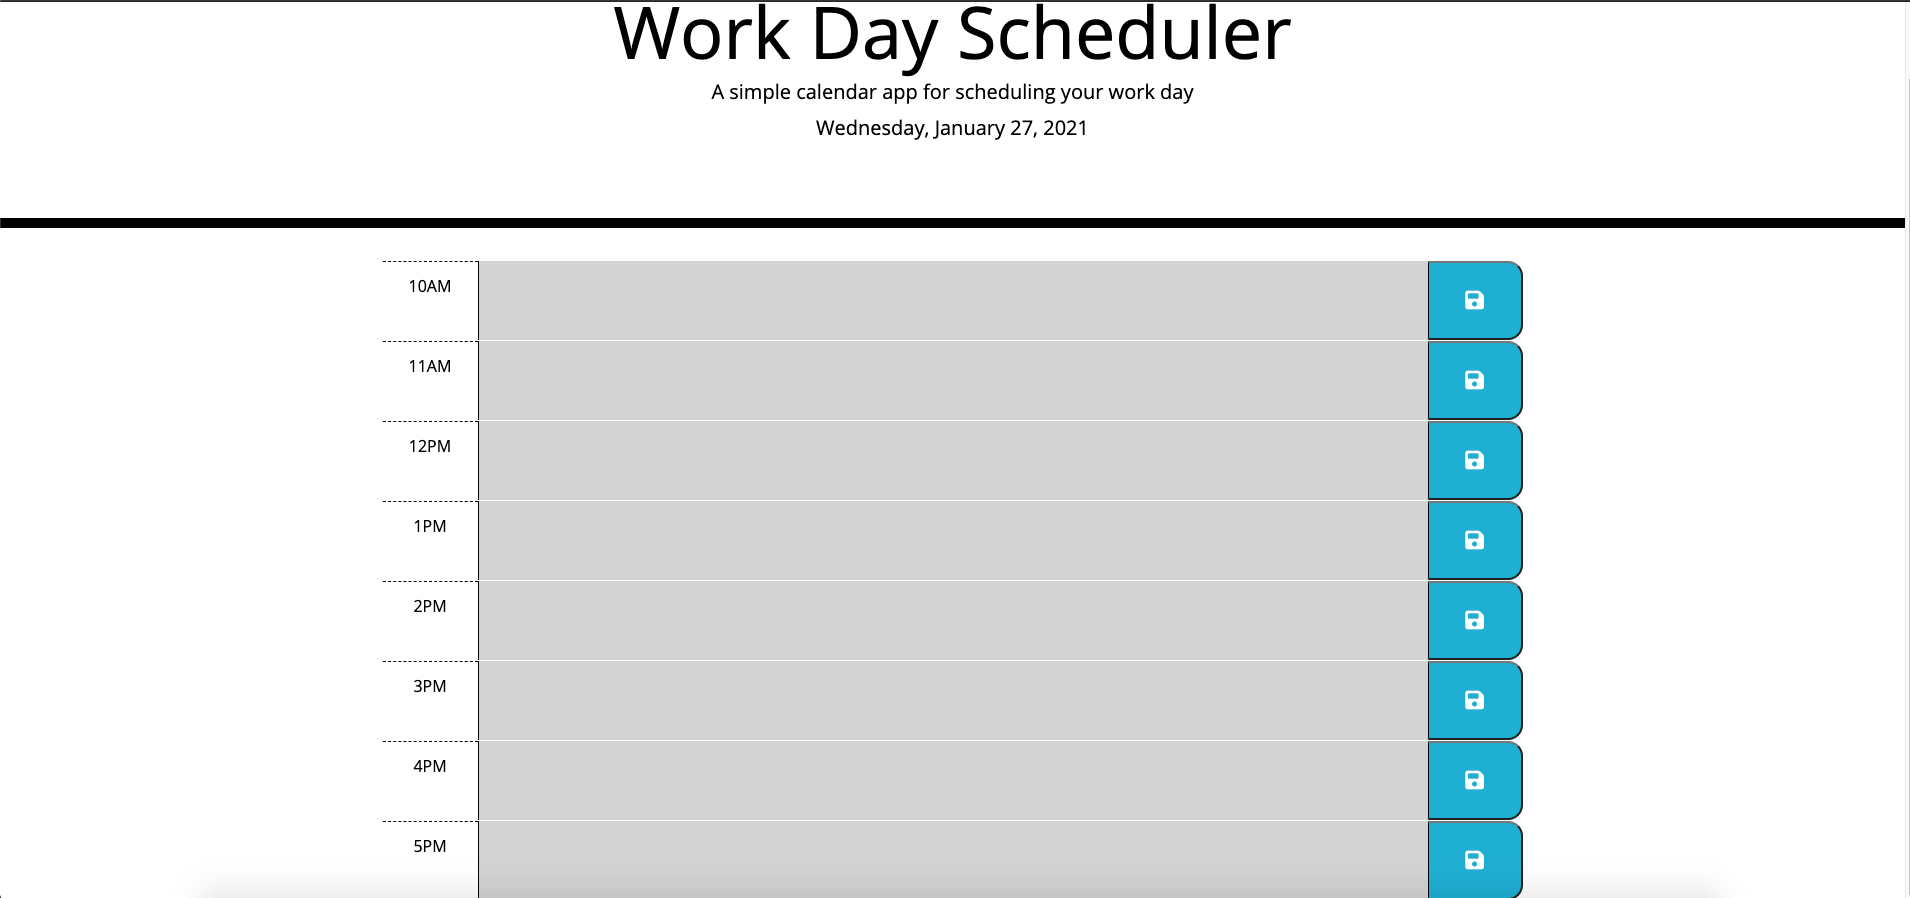 Work Day Scheduler
A simple calendar app for scheduling your work day
Wednesday, January 27, 2021
10AM
11AM
12PM
1PM
2PM
3PM
4PM
5PM